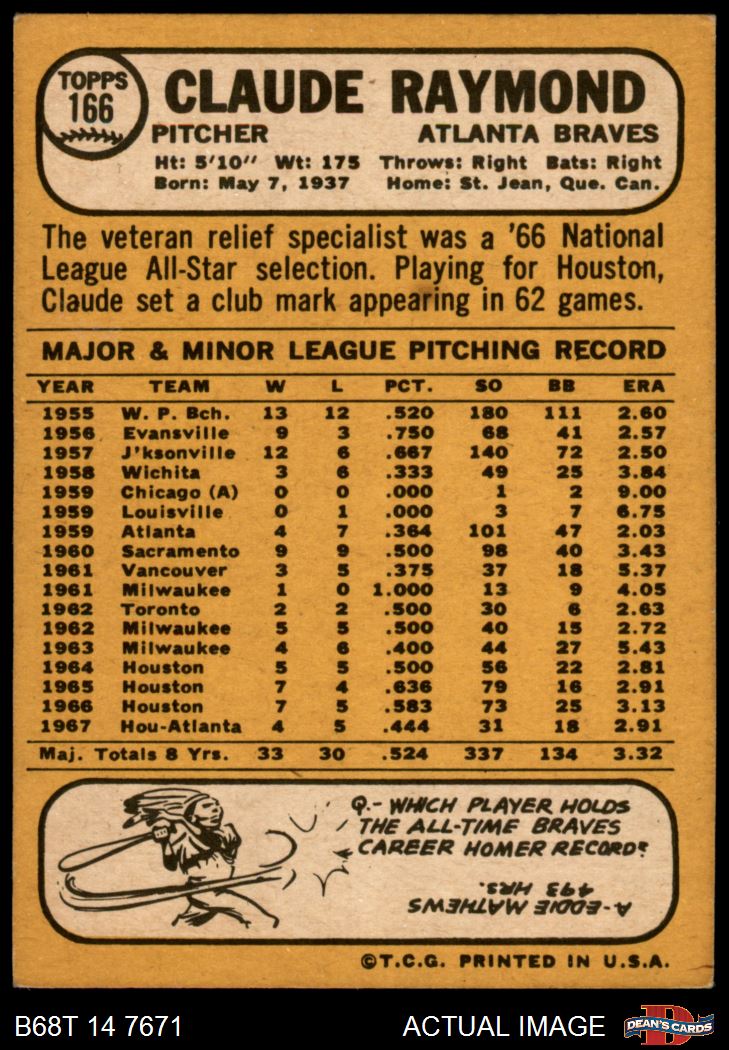 TOPPS
166
CLAUDE RAYMOND
PITCHER ATLANTA BRAVES
Ht: 5'10" Wt: 175 Throws: Right Bats: Right
Born: May 7, 1937 Home: St. Jean, Que. Can.
The veteran relief specialist was a '66 National
League All-Star selection. Playing for Houston,
Claude set a club mark appearing in 62 games.
MAJOR & MINOR LEAGUE PITCHING RECORD
YEAR TEAM W L PCT. SO BB ERA
1955 W. P. Bch. 13 12 .520 180 111 2.60
1956 Evansville 9 3 .750 68 41 2.57
1957 J'ksonville 12 6 .667 140 72 2.50
1958 Wichita 3 6 .333 49 25 3.84
1959 Chicago (A) 0 0 .000 1 2 9.00
1959 Louisville 0 1 .000 3 7 6.75
1959 Atlanta 4 7 .364 101 47 2.03
1960 Sacramento 9 9 .500 98 40 3.43
1961 Vancouver 3 5 .375 37 18 5.37
1961 Milwaukee 1 0 1.000 13 9 4.05
1962 Toronto 2 2 .500 30 6 2.63
1962 Milwaukee 5 5 .500 40 15 2.72
1963 Milwaukee 4 6 .400 44 27 5.43
1964 Houston 5 5 .500 56 22 2.81
1965 Houston 7 4 .636 79 16 2.91
1966 Houston 7 5 .583 73 25 3.13
1967 Hou-Atlanta 4 5 .444 31 18 2.91
Maj. Totals 8 Yrs. 33 30 .524 337 134 3.32
Q.- WHICH PLAYER HOLDS
THE ALL-TIME BRAVES
CAREER HOMER RECORD?
A-EDDIE MATHEWS
493 HRS.
©T.C.G. PRINTED IN U.S.A.
B68T 14 7671 ACTUAL IMAGE
D
DEAN'S CARDS